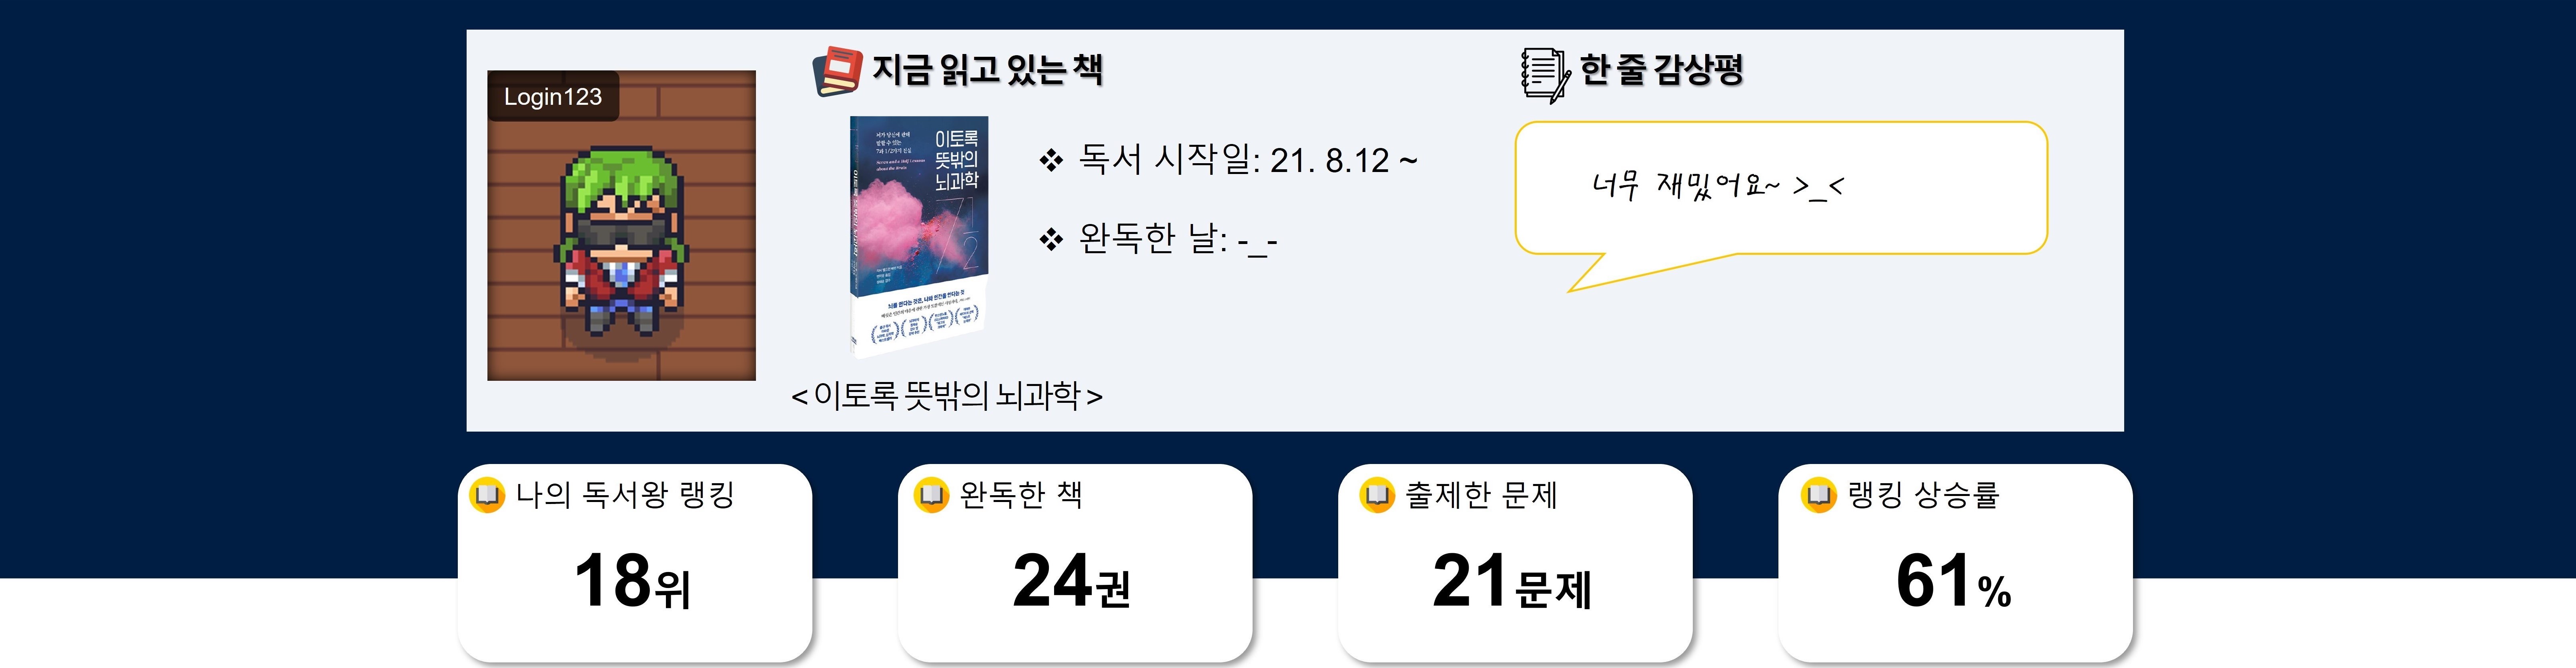 Login123
지금 읽고 있는 책
이토록
뜻밖의
뇌과학
7 1/2
독서 시작일: 21. 8.12 ~
완독한 날: -_-
< 이토록 뜻밖의 뇌과학 >
한 줄 감상평
너무 재밌어요~ >_<
나의 독서왕 랭킹
18위
완독한 책
24권
출제한 문제
21문제
랭킹 상승률
61%